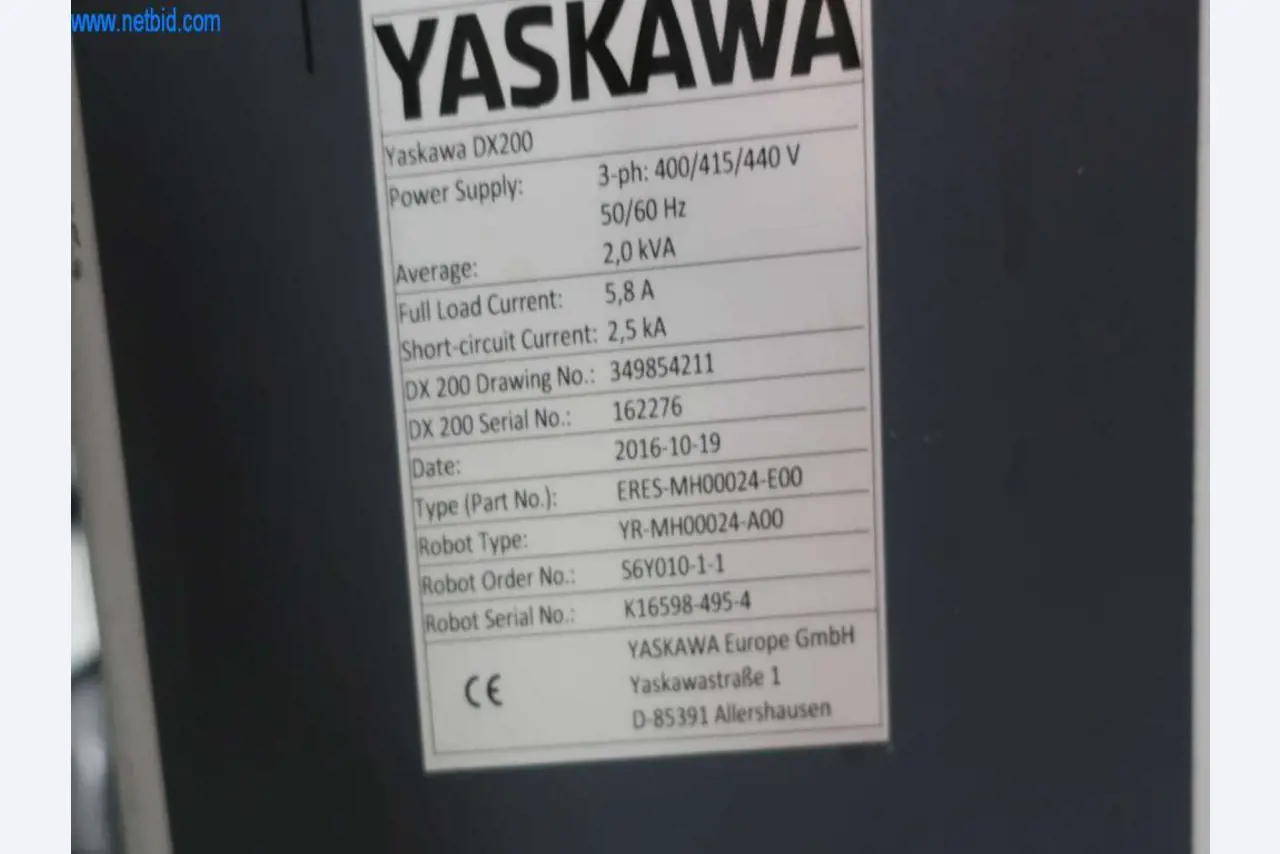 www.netbid.com
YASKAWA
Yaskawa DX200
Power Supply: 3-ph: 400/415/440 V
50/60 Hz
Average: 2,0 kVA
Full Load Current: 5,8 A
Short-circuit Current: 2,5 kA
DX 200 Drawing No.: 349854211
DX 200 Serial No.: 162276
Date: 2016-10-19
Type (Part No.): ERES-MH00024-E00
Robot Type: YR-MH00024-A00
Robot Order No.: S6Y010-1-1
Robot Serial No.: K16598-495-4
CE
YASKAWA Europe GmbH
Yaskawastraße 1
D-85391 Allershausen